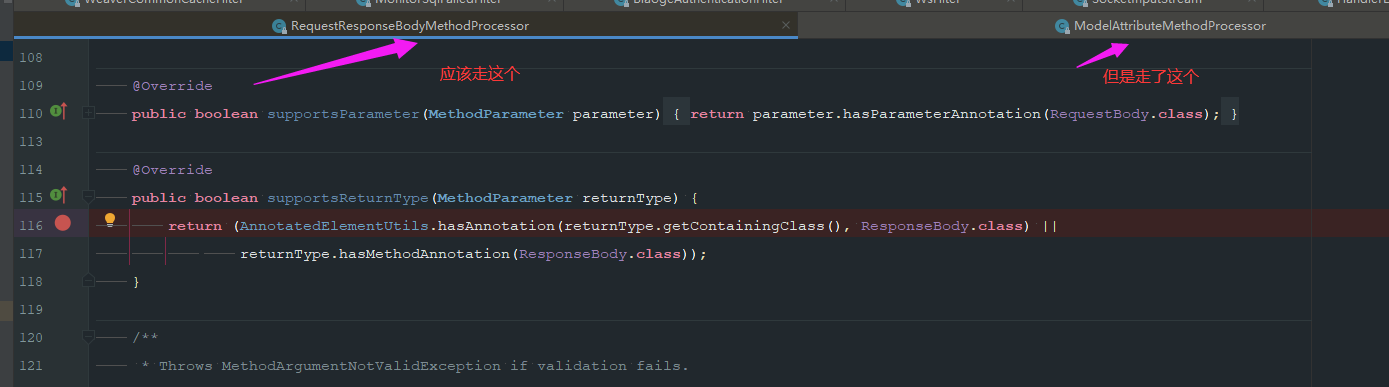 WeaverCommonCacheFilter MonitorSqlFailedFilter WSFilter SocketInputStream
RequestResponseBodyMethodProcessor × ModelAttributeMethodProcessor
应该走这个
但是走了这个
108
109 @Override
110 public boolean supportsParameter(MethodParameter parameter) { return parameter.hasParameterAnnotation(RequestBody.class); }
113
114 @Override
115 public boolean supportsReturnType(MethodParameter returnType) {
116 return (AnnotatedElementUtils.hasAnnotation(returnType.getContainingClass(), ResponseBody.class) ||
117 returnType.hasMethodAnnotation(ResponseBody.class));
118 }
119
120 /**
121 * Throws MethodArgumentNotValidException if validation fails.